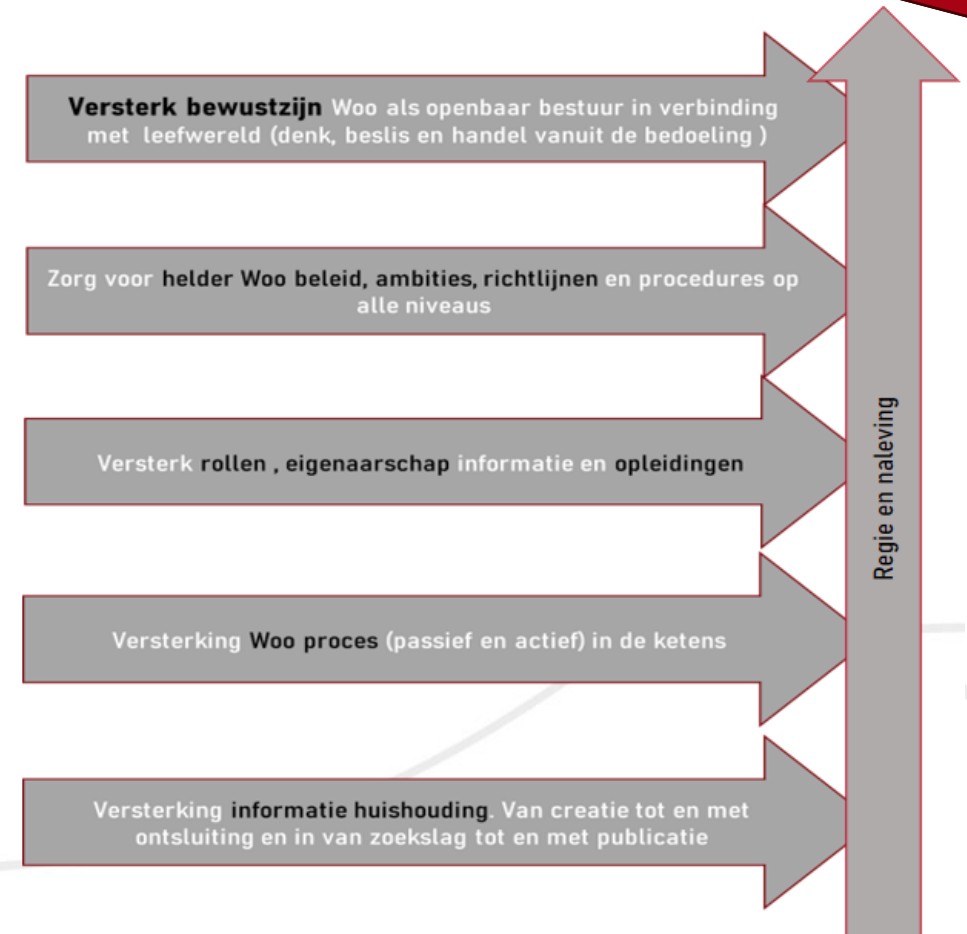 Versterk bewustzijn Woo als openbaar bestuur in verbinding
met leefwereld (denk, beslis en handel vanuit de bedoeling )
Zorg voor helder Woo beleid, ambities, richtlijnen en procedures op
alle niveaus
Versterk rollen , eigenaarschap informatie en opleidingen
Versterking Woo proces (passief en actief) in de ketens
Versterking informatie huishouding. Van creatie tot en met
ontsluiting en in van zoekslag tot en met publicatie
Regie en naleving